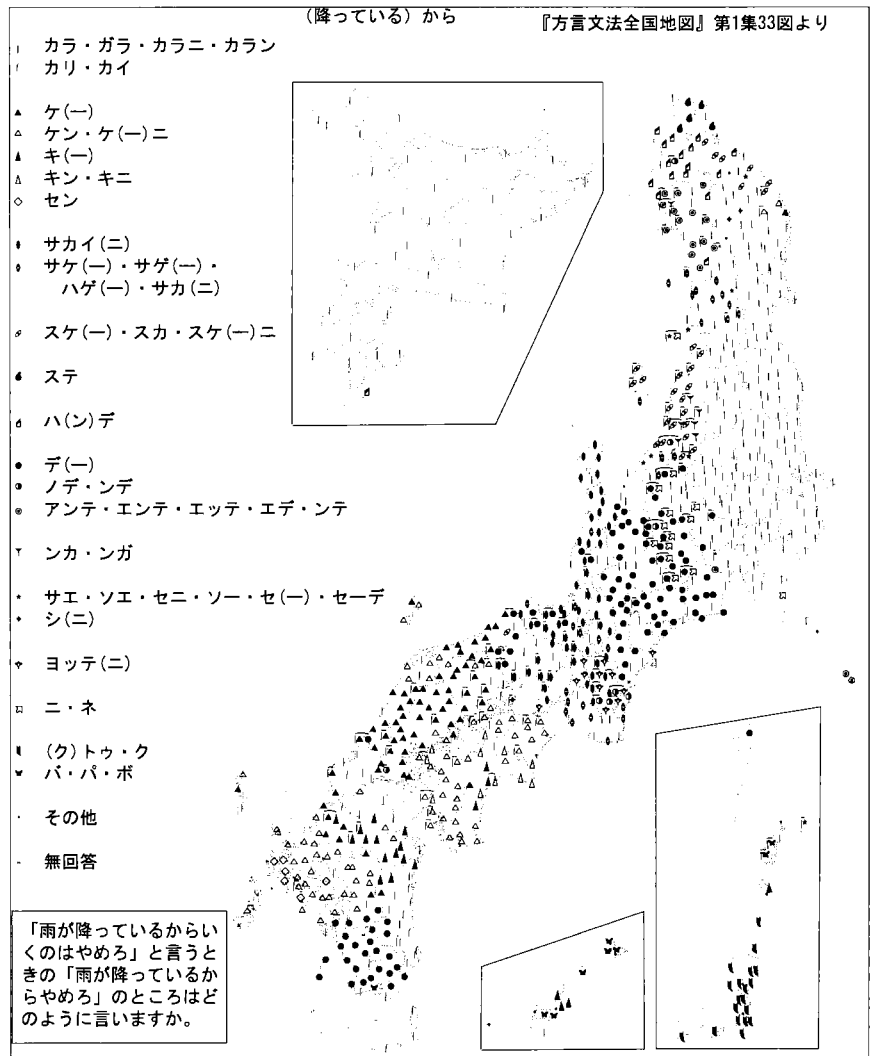 (降っている) から
『方言文法全国地図』第1集33図より
カラ・ガラ・カラニ・カラン
カリ・カイ
ケ(ー)
ケン・ケ(ー)ニ
キ(ー)
キン・キニ
セン
サカイ(ニ)
サケ(ー)・サゲ(ー)・
ハゲ(ー)・サカ(ニ)
スケ(ー)・スカ・スケ(ー)ニ
ステ
ハ(ン)デ
デ(ー)
ノデ・ンデ
アンテ・エンテ・エッテ・エデ・ンテ
ンカ・ンガ
サエ・ソエ・セニ・ソー・セ(ー)・セーデ
シ(ニ)
ヨッテ(ニ)
ニ・ネ
(ク)トゥ・ク
バ・パ・ボ
その他
無回答
「雨が降っているからい
くのはやめろ」と言うと
きの「雨が降っているか
らやめろ」のところはど
のように言いますか。